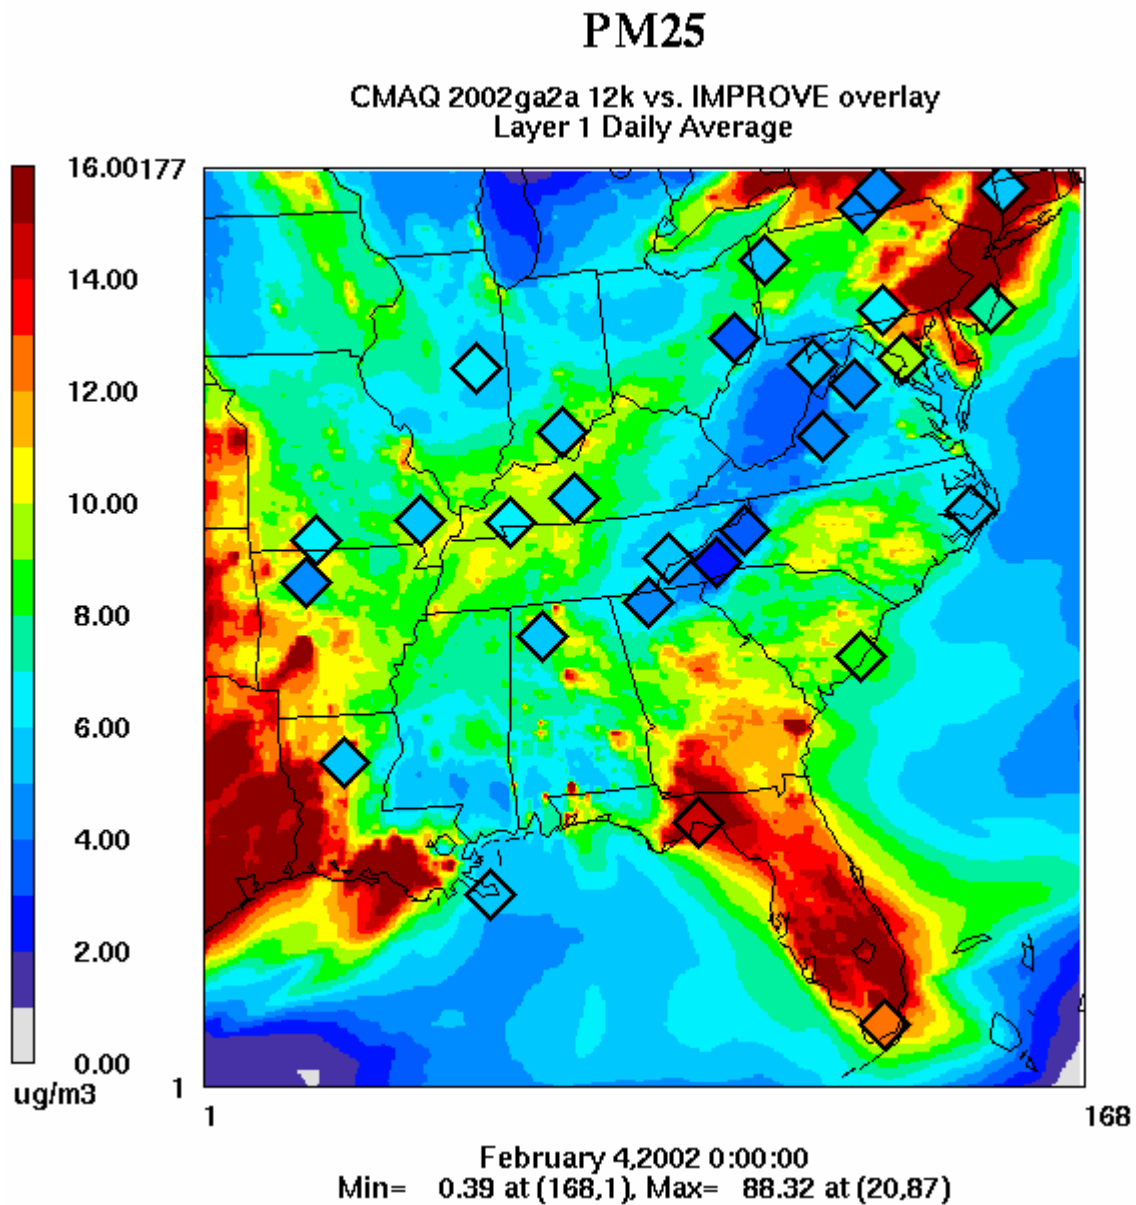 PM25
CMAQ 2002ga2a 12k vs. IMPROVE overlay
Layer 1 Daily Average
16.00
177
14.00
12.00
10.00
8.00
6.00
4.00
2.00
0.00
ug/m3
1
1
168
February 4,2002 0:00:00
Min= 0.39 at (168,1), Max= 88.32 at (20,87)